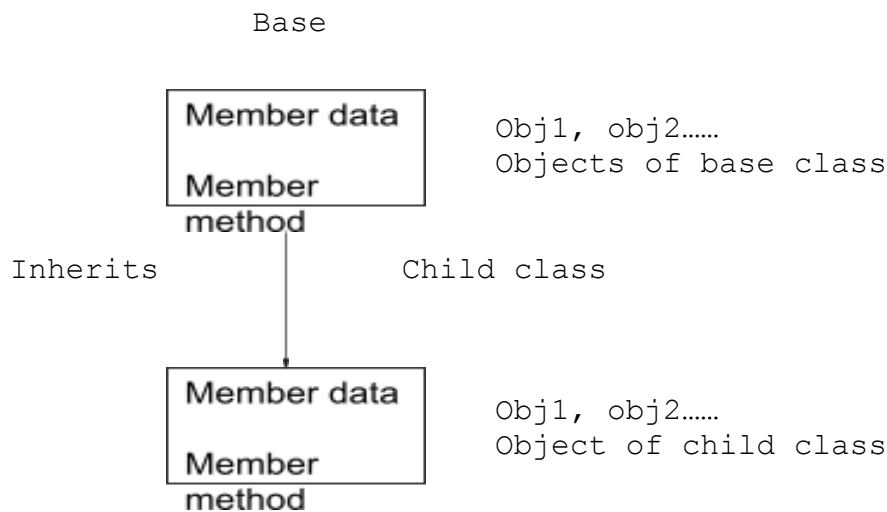 Base
Member data
Member
method
Obj1, obj2……
Objects of base class
Inherits
Child class
Member data
Member
method
Obj1, obj2……
Object of child class